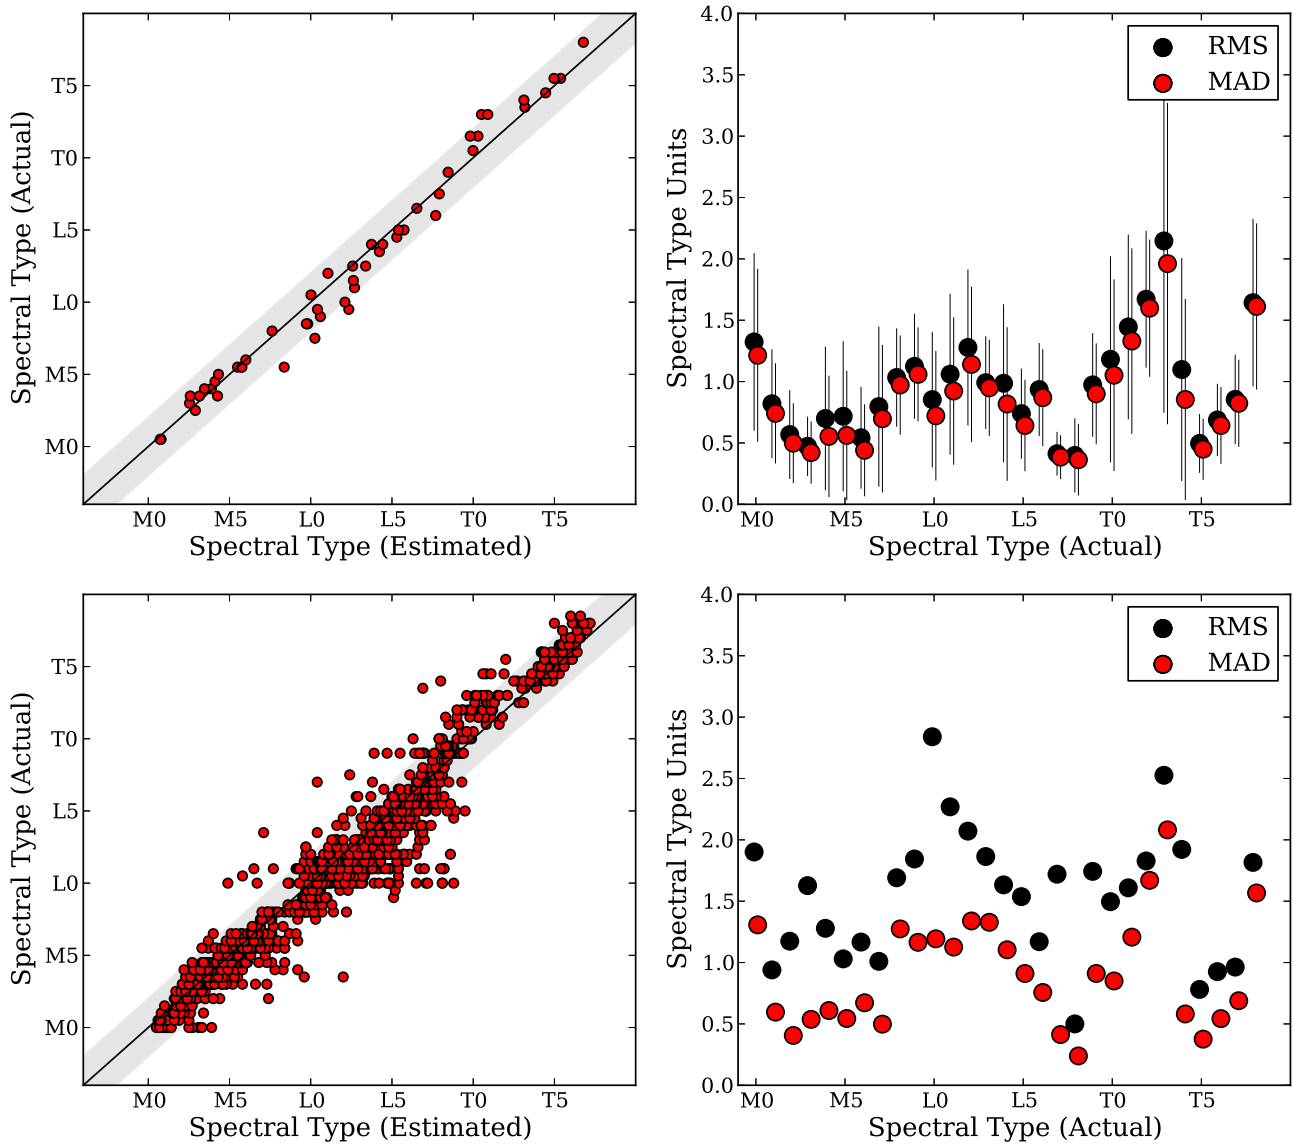 Spectral Type (Actual)
T5
T0
L5
L0
M5
M0
M0 M5 L0 L5 T0 T5
Spectral Type (Estimated)
Spectral Type Units
4.0
3.5
3.0
2.5
2.0
1.5
1.0
0.5
0.0
RMS
MAD
M0 M5 L0 L5 T0 T5
Spectral Type (Actual)
Spectral Type (Actual)
T5
T0
L5
L0
M5
M0
M0 M5 L0 L5 T0 T5
Spectral Type (Estimated)
Spectral Type Units
4.0
3.5
3.0
2.5
2.0
1.5
1.0
0.5
0.0
RMS
MAD
M0 M5 L0 L5 T0 T5
Spectral Type (Actual)